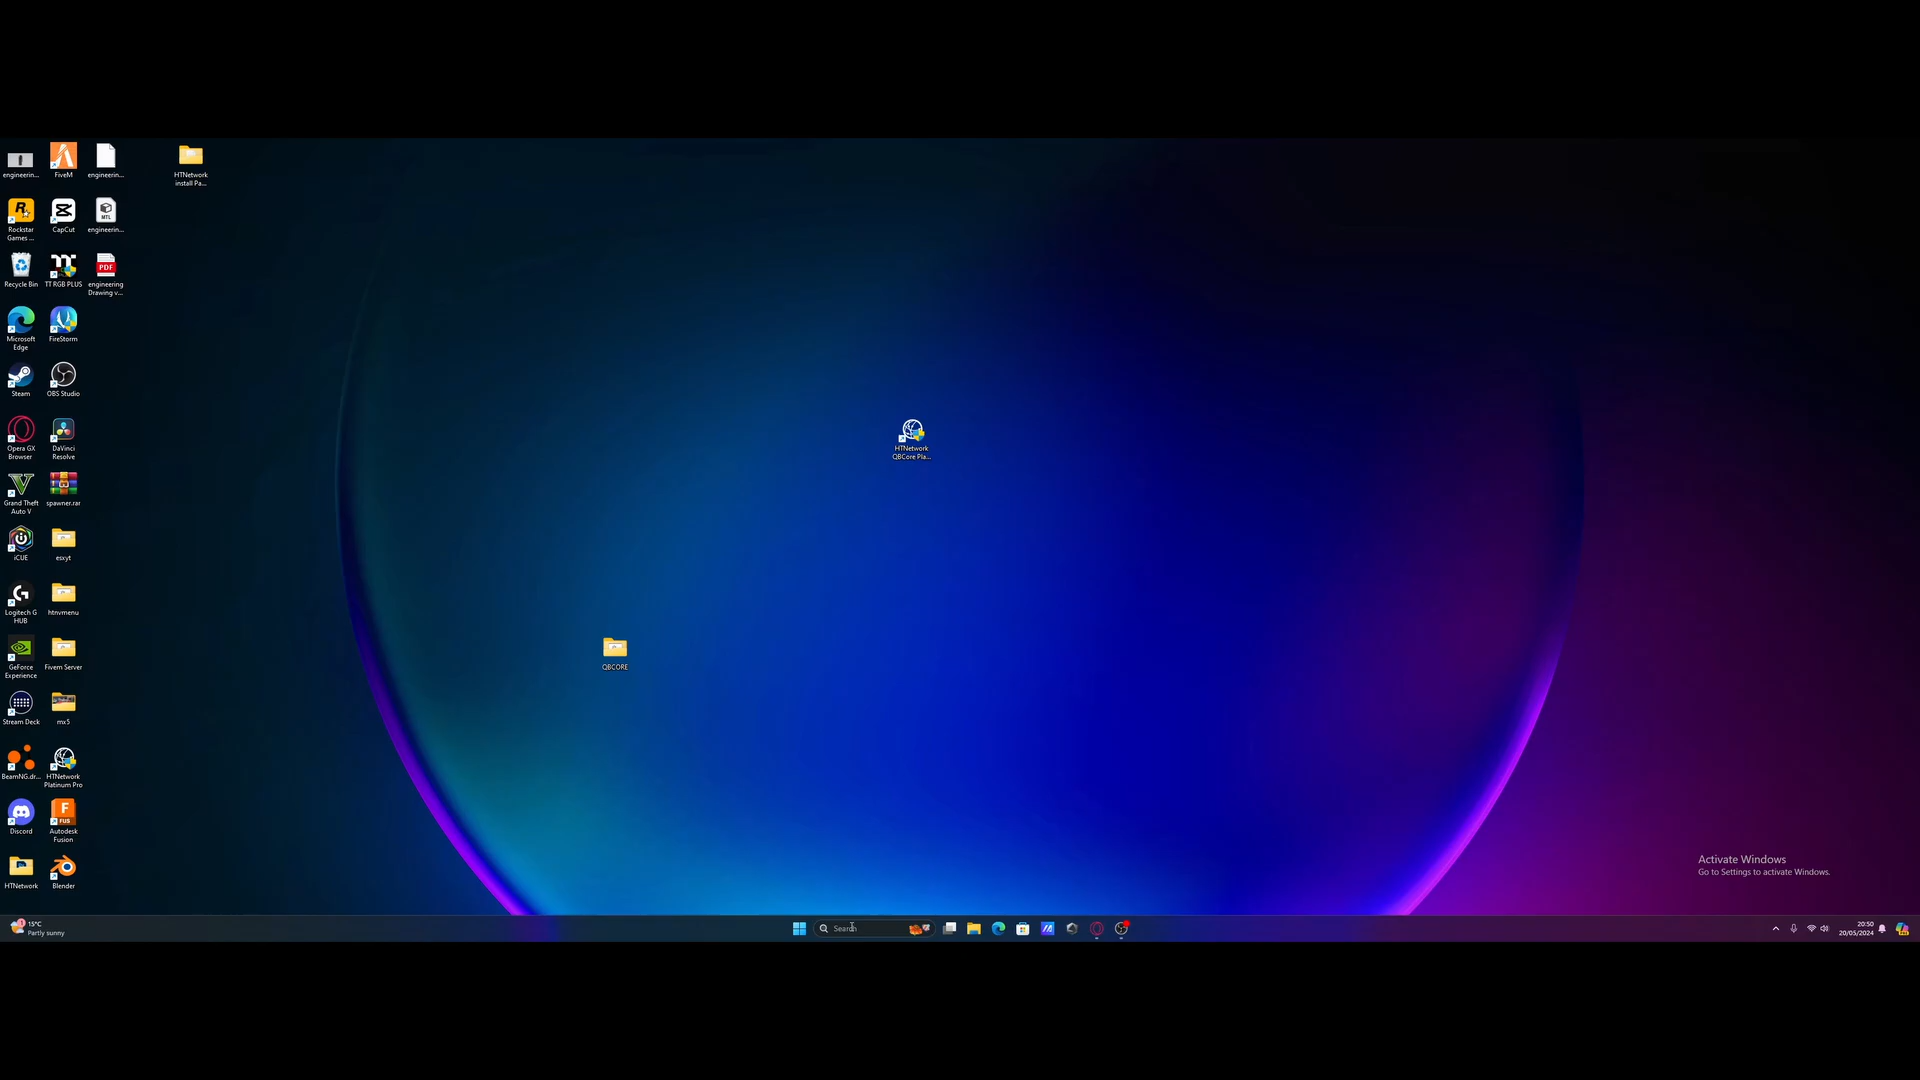 engineerin...
FiveM
engineerin...
HTNetwork
install Pa...
Rockstar
Games ...
CapCut
MTL
engineerin...
Recycle Bin
TT RGB PLUS
PDF
engineering
Drawing v...
Microsoft
Edge
FireStorm
Steam
OBS Studio
Opera GX
Browser
DaVinci
Resolve
HTNetwork
QBCore Pla...
Grand Theft
Auto V
spawner.rar
iCUE
esxyt
Logitech G
HUB
htnvmenu
GeForce
Experience
Fivem Server
QBCORE
Stream Deck
mx5
BeamNG.dr...
HTNetwork
Platinum Pro
Discord
F
FUS
Autodesk
Fusion
HTNetwork
Blender
Activate Windows
Go to Settings to activate Windows.
15°C
Partly sunny
Search
20:50
20/05/2024